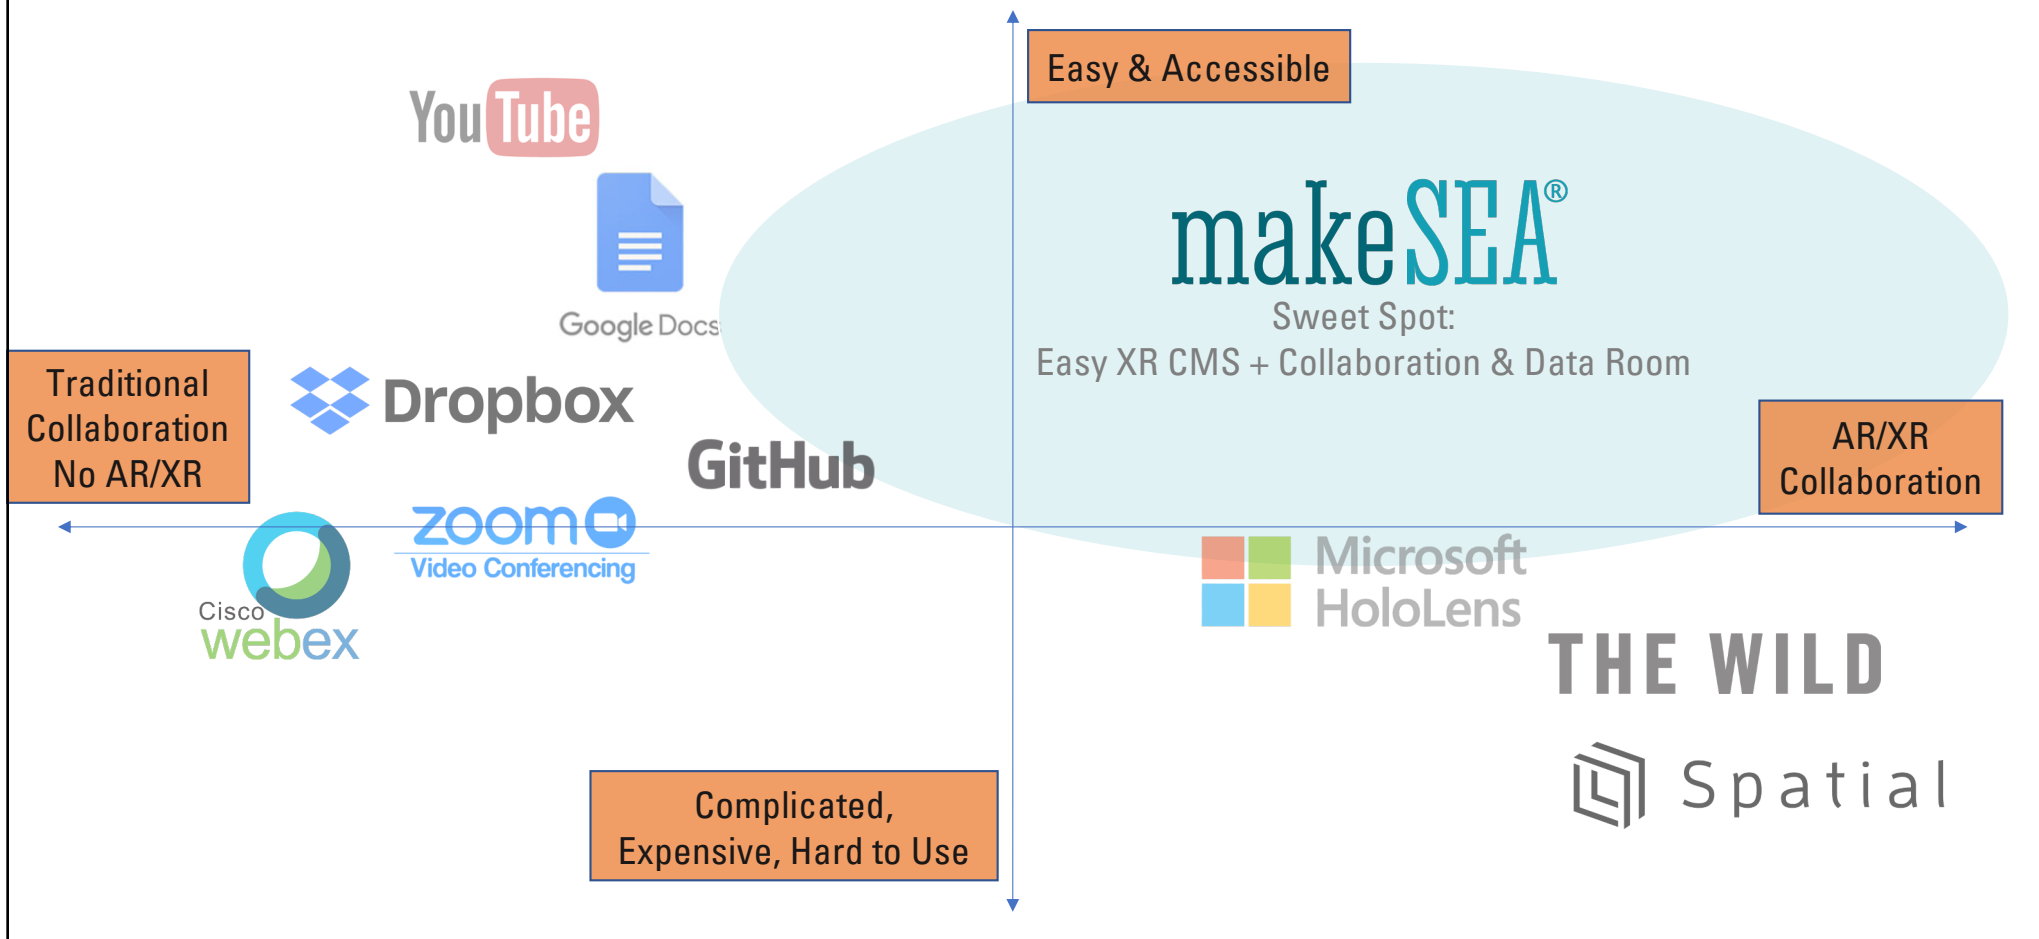 Easy & Accessible
YouTube
makeSEA®
Google Docs
Sweet Spot:
Easy XR CMS + Collaboration & Data Room
Traditional
Collaboration
No AR/XR
Dropbox
GitHub
AR/XR
Collaboration
zoom
Video Conferencing
Cisco
webex
Microsoft
HoloLens
THE WILD
Spatial
Complicated,
Expensive, Hard to Use